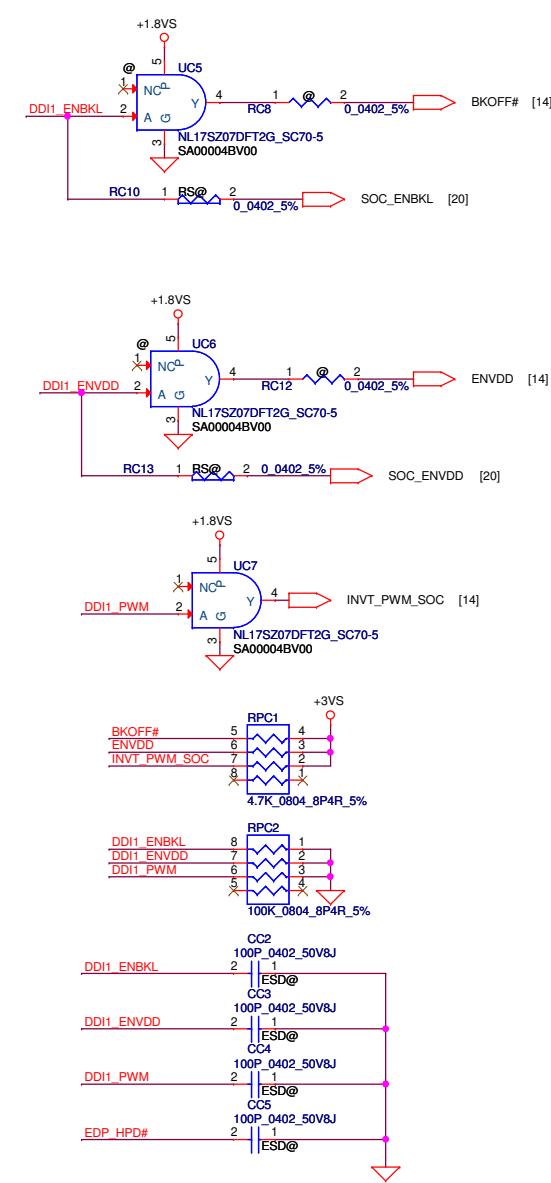 +1.8VS
@
5
UC5
1
NC
P
DDI1_ENBKL
2
A
G
Y
4
RC8
1
@
2
0_0402_5%
BKOFF# [14]
3
NL17SZ07DFT2G_SC70-5
SA00004BV00
RC10
1
RS@
2
0_0402_5%
SOC_ENBKL [20]
+1.8VS
@
5
UC6
1
NC
P
DDI1_ENVDD
2
A
G
Y
4
RC12
1
@
2
0_0402_5%
ENVDD [14]
3
NL17SZ07DFT2G_SC70-5
SA00004BV00
RC13
1
RS@
2
0_0402_5%
SOC_ENVDD [20]
+1.8VS
5
UC7
1
NC
P
DDI1_PWM
2
A
G
Y
4
INVT_PWM_SOC [14]
3
NL17SZ07DFT2G_SC70-5
SA00004BV00
+3VS
RPC1
BKOFF# 5 4
ENVDD 6 3
INVT_PWM_SOC 7 2
8 1
4.7K_0804_8P4R_5%
RPC2
DDI1_ENBKL 8 1
DDI1_ENVDD 7 2
DDI1_PWM 6 3
5 4
100K_0804_8P4R_5%
CC2
100P_0402_50V8J
DDI1_ENBKL 2 1
ESD@
CC3
100P_0402_50V8J
DDI1_ENVDD 2 1
ESD@
CC4
100P_0402_50V8J
DDI1_PWM 2 1
ESD@
CC5
100P_0402_50V8J
EDP_HPD# 2 1
ESD@